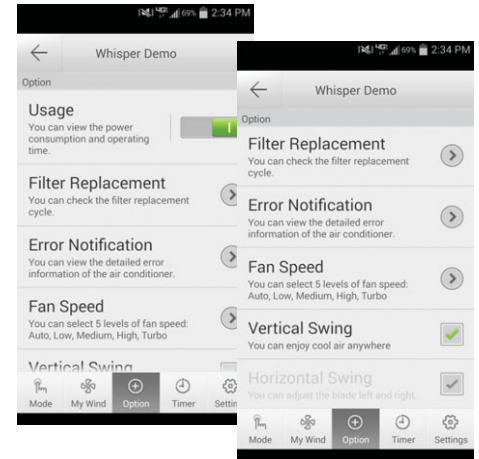 69% 2:34 PM
Whisper Demo
Option
Usage
You can view the power
consumption and operating
time.
Filter Replacement
You can check the filter replacement
cycle.
Error Notification
You can view the detailed error
information of the air conditioner.
Fan Speed
You can select 5 levels of fan speed:
Auto, Low, Medium, High, Turbo
Vertical Swing
Mode My Wind Option Timer Settin
69% 2:34 PM
Whisper Demo
Option
Filter Replacement
You can check the filter replacement
cycle.
Error Notification
You can view the detailed error
information of the air conditioner.
Fan Speed
You can select 5 levels of fan speed:
Auto, Low, Medium, High, Turbo
Vertical Swing
You can enjoy cool air anywhere
Horizontal Swing
You can adjust the blade left and right.
Mode My Wind Option Timer Settings